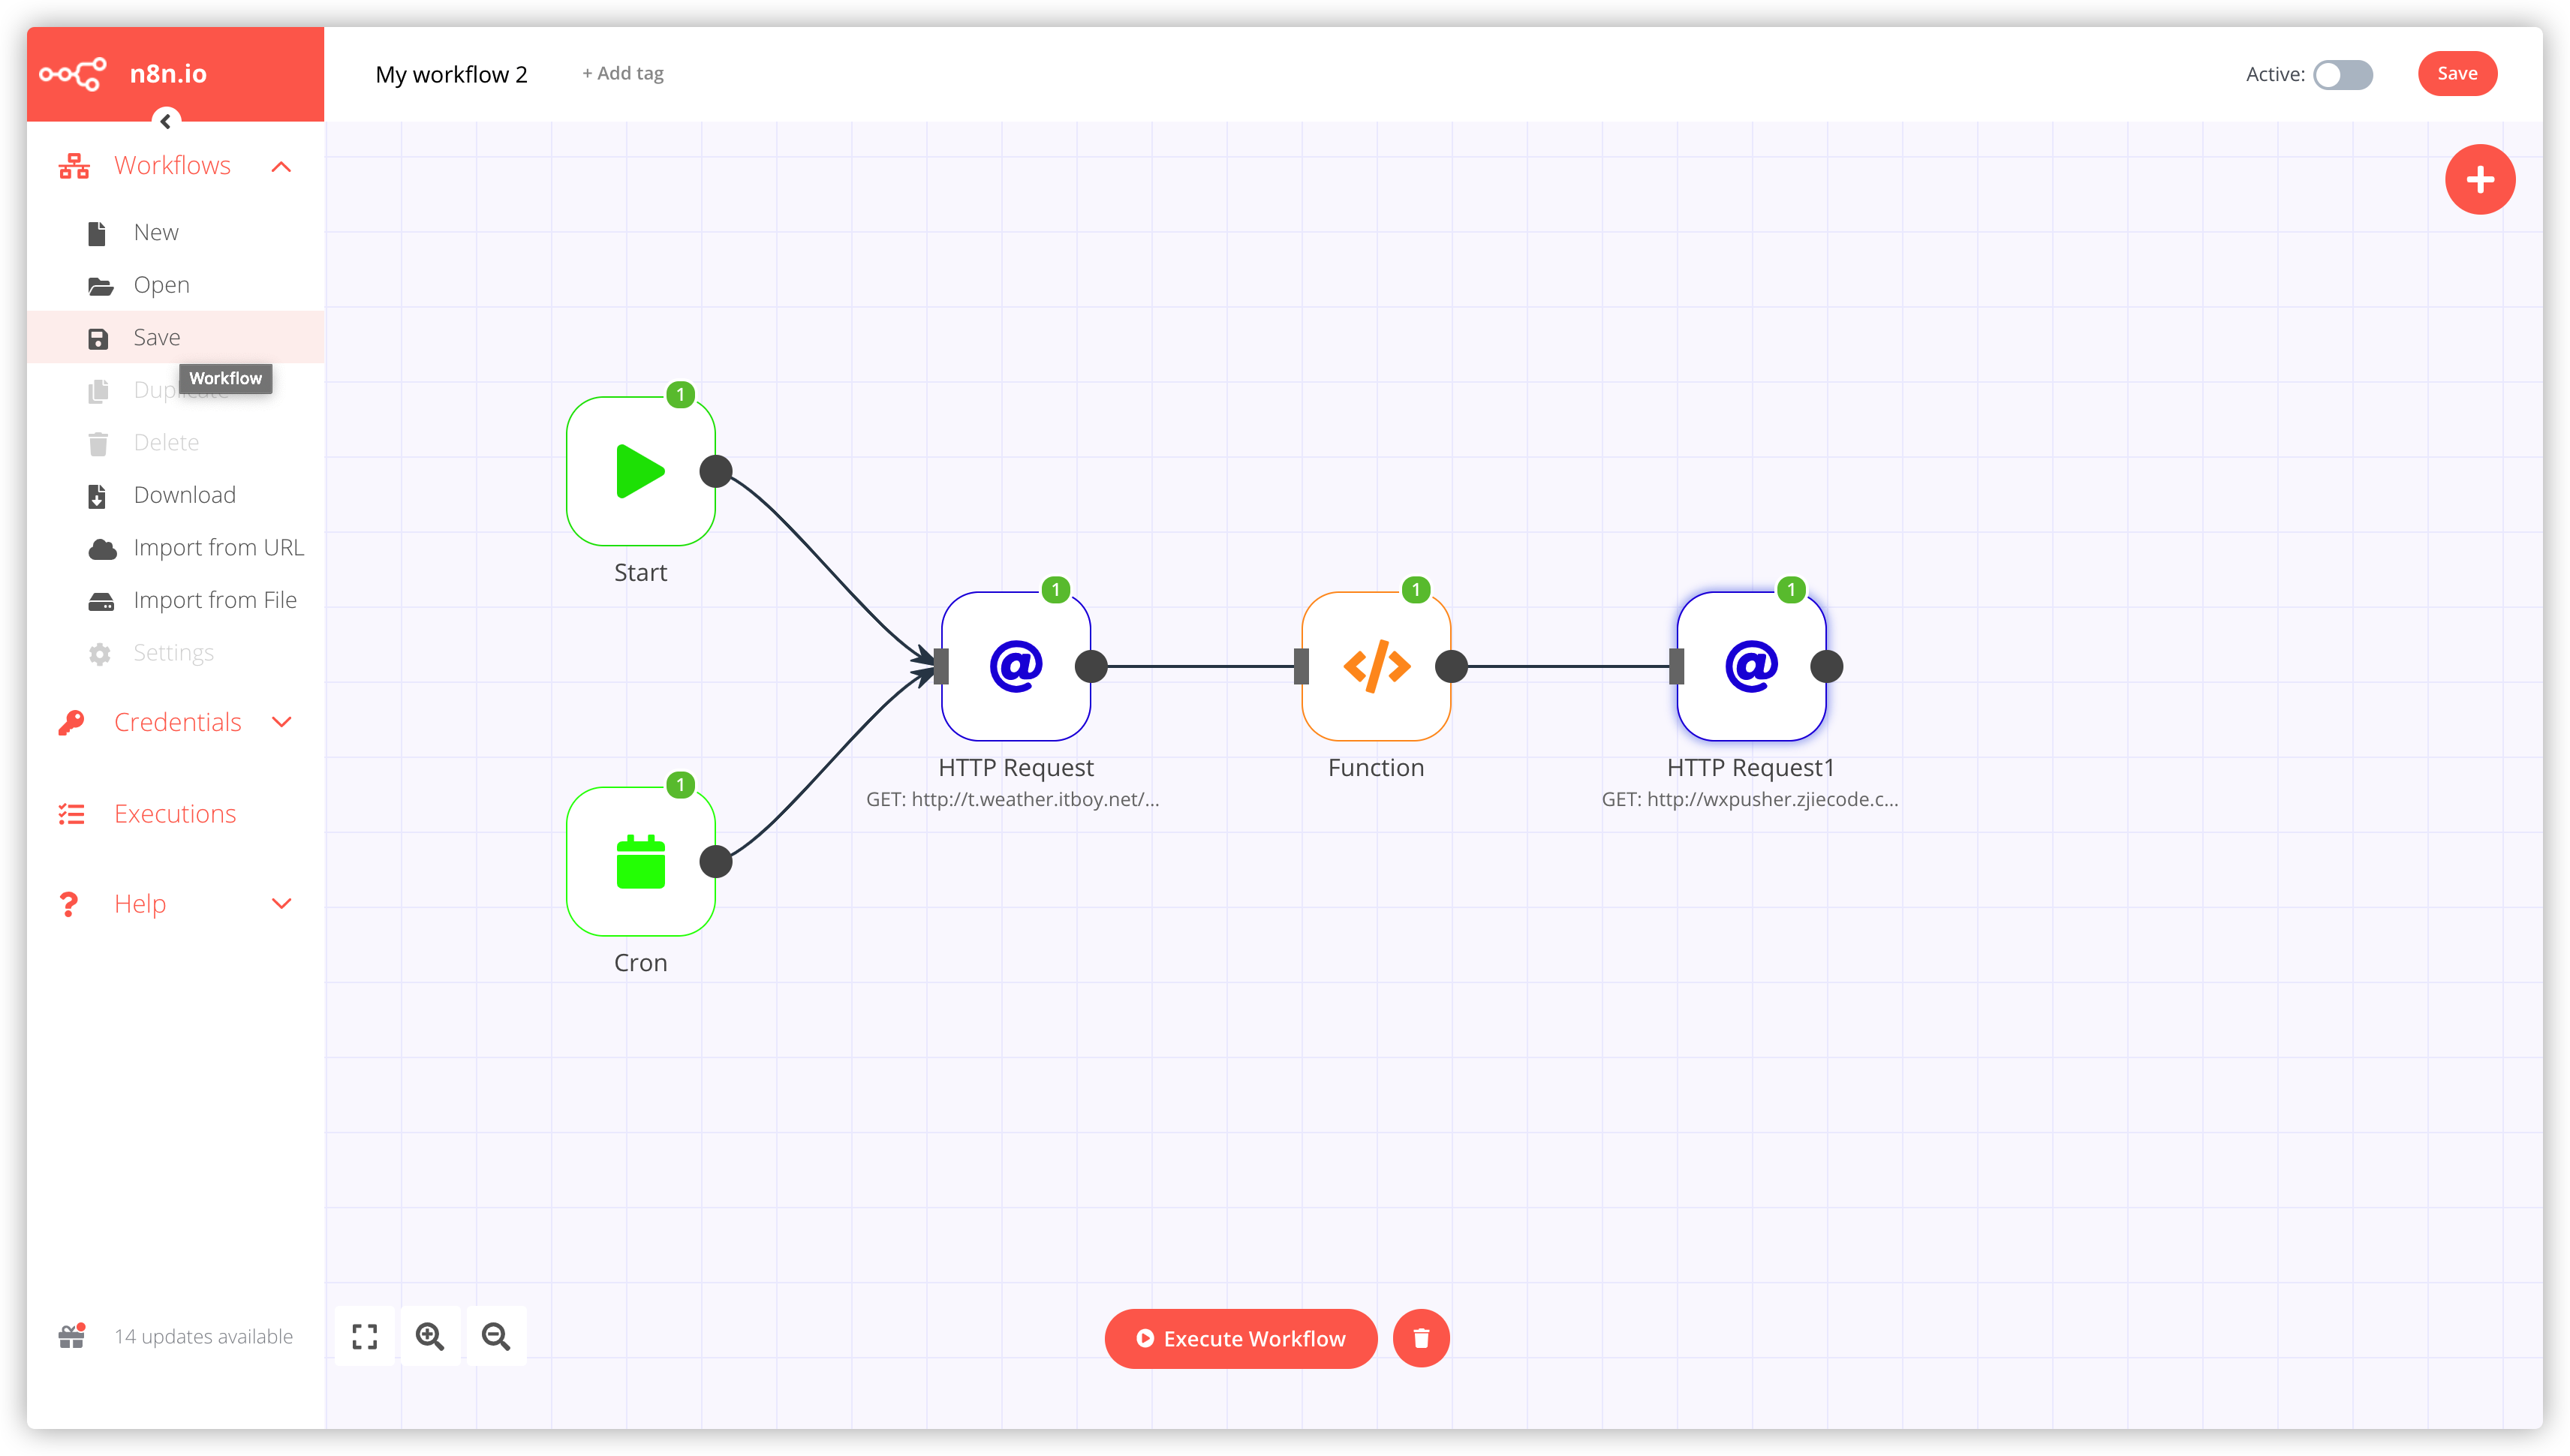 n8n.io
My workflow 2
+ Add tag
Active:
Save
Workflows
New
Open
Save
Workflow
Duplicate
Delete
Download
Import from URL
Import from File
Settings
Credentials
Executions
Help
14 updates available
1
Start
1
Cron
1
HTTP Request
GET: http://t.weather.itboy.net/...
1
Function
1
HTTP Request1
GET: http://wxpusher.zjiecode.c...
Execute Workflow